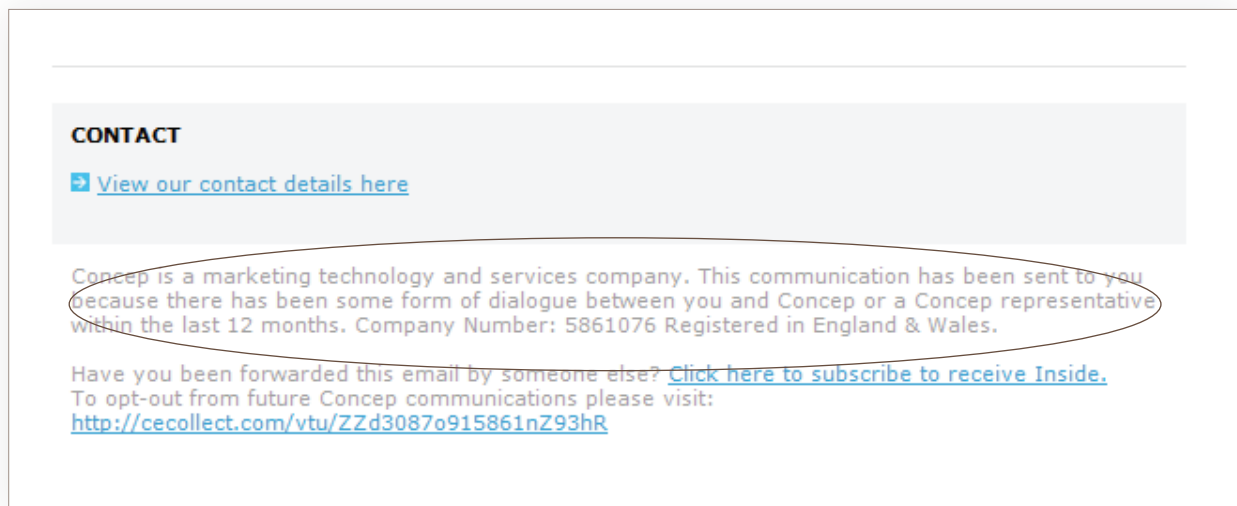 CONTACT
View our contact details here
Concep is a marketing technology and services company. This communication has been sent to you
because there has been some form of dialogue between you and Concep or a Concep representative
within the last 12 months. Company Number: 5861076 Registered in England & Wales.
Have you been forwarded this email by someone else? Click here to subscribe to receive Inside.
To opt-out from future Concep communications please visit:
http://cecollect.com/vtu/ZZd3087o915861nZ93hR